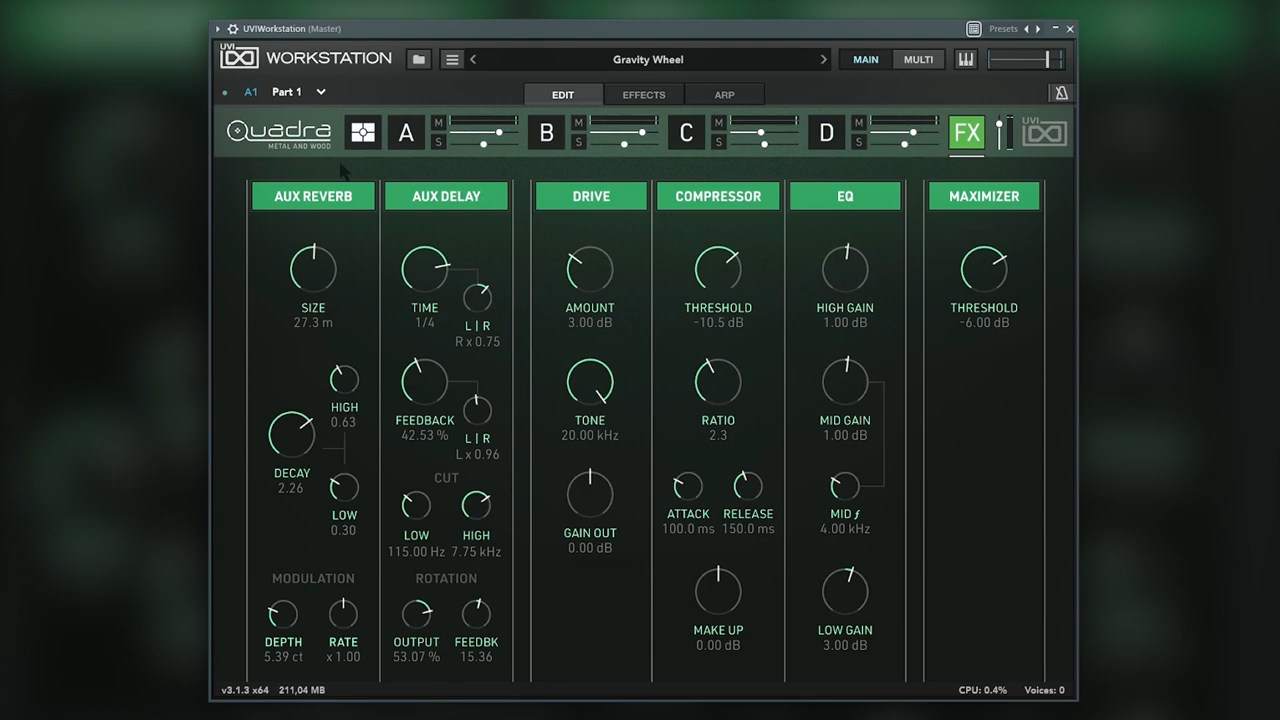 UVIWorkstation (Master)
Presets
UVI
WORKSTATION
Gravity Wheel
MAIN
MULTI
A1
Part 1
EDIT
EFFECTS
ARP
Quadra
METAL AND WOOD
A
M
S
B
M
S
C
M
S
D
M
S
FX
UVI
AUX REVERB
AUX DELAY
DRIVE
COMPRESSOR
EQ
MAXIMIZER
SIZE
27.3 m
HIGH
0.63
DECAY
2.26
LOW
0.30
MODULATION
DEPTH
5.39 ct
RATE
x 1.00
TIME
1/4
L | R
R x 0.75
FEEDBACK
42.53 %
L | R
L x 0.96
CUT
LOW
115.00 Hz
HIGH
7.75 kHz
ROTATION
OUTPUT
53.07 %
FEEDBK
15.36
AMOUNT
3.00 dB
TONE
20.00 kHz
GAIN OUT
0.00 dB
THRESHOLD
-10.5 dB
RATIO
2.3
ATTACK
100.0 ms
RELEASE
150.0 ms
MAKE UP
0.00 dB
HIGH GAIN
1.00 dB
MID GAIN
1.00 dB
MID ƒ
4.00 kHz
LOW GAIN
3.00 dB
THRESHOLD
-6.00 dB
v3.1.3 x64
211,04 MB
CPU: 0.4%
Voices: 0